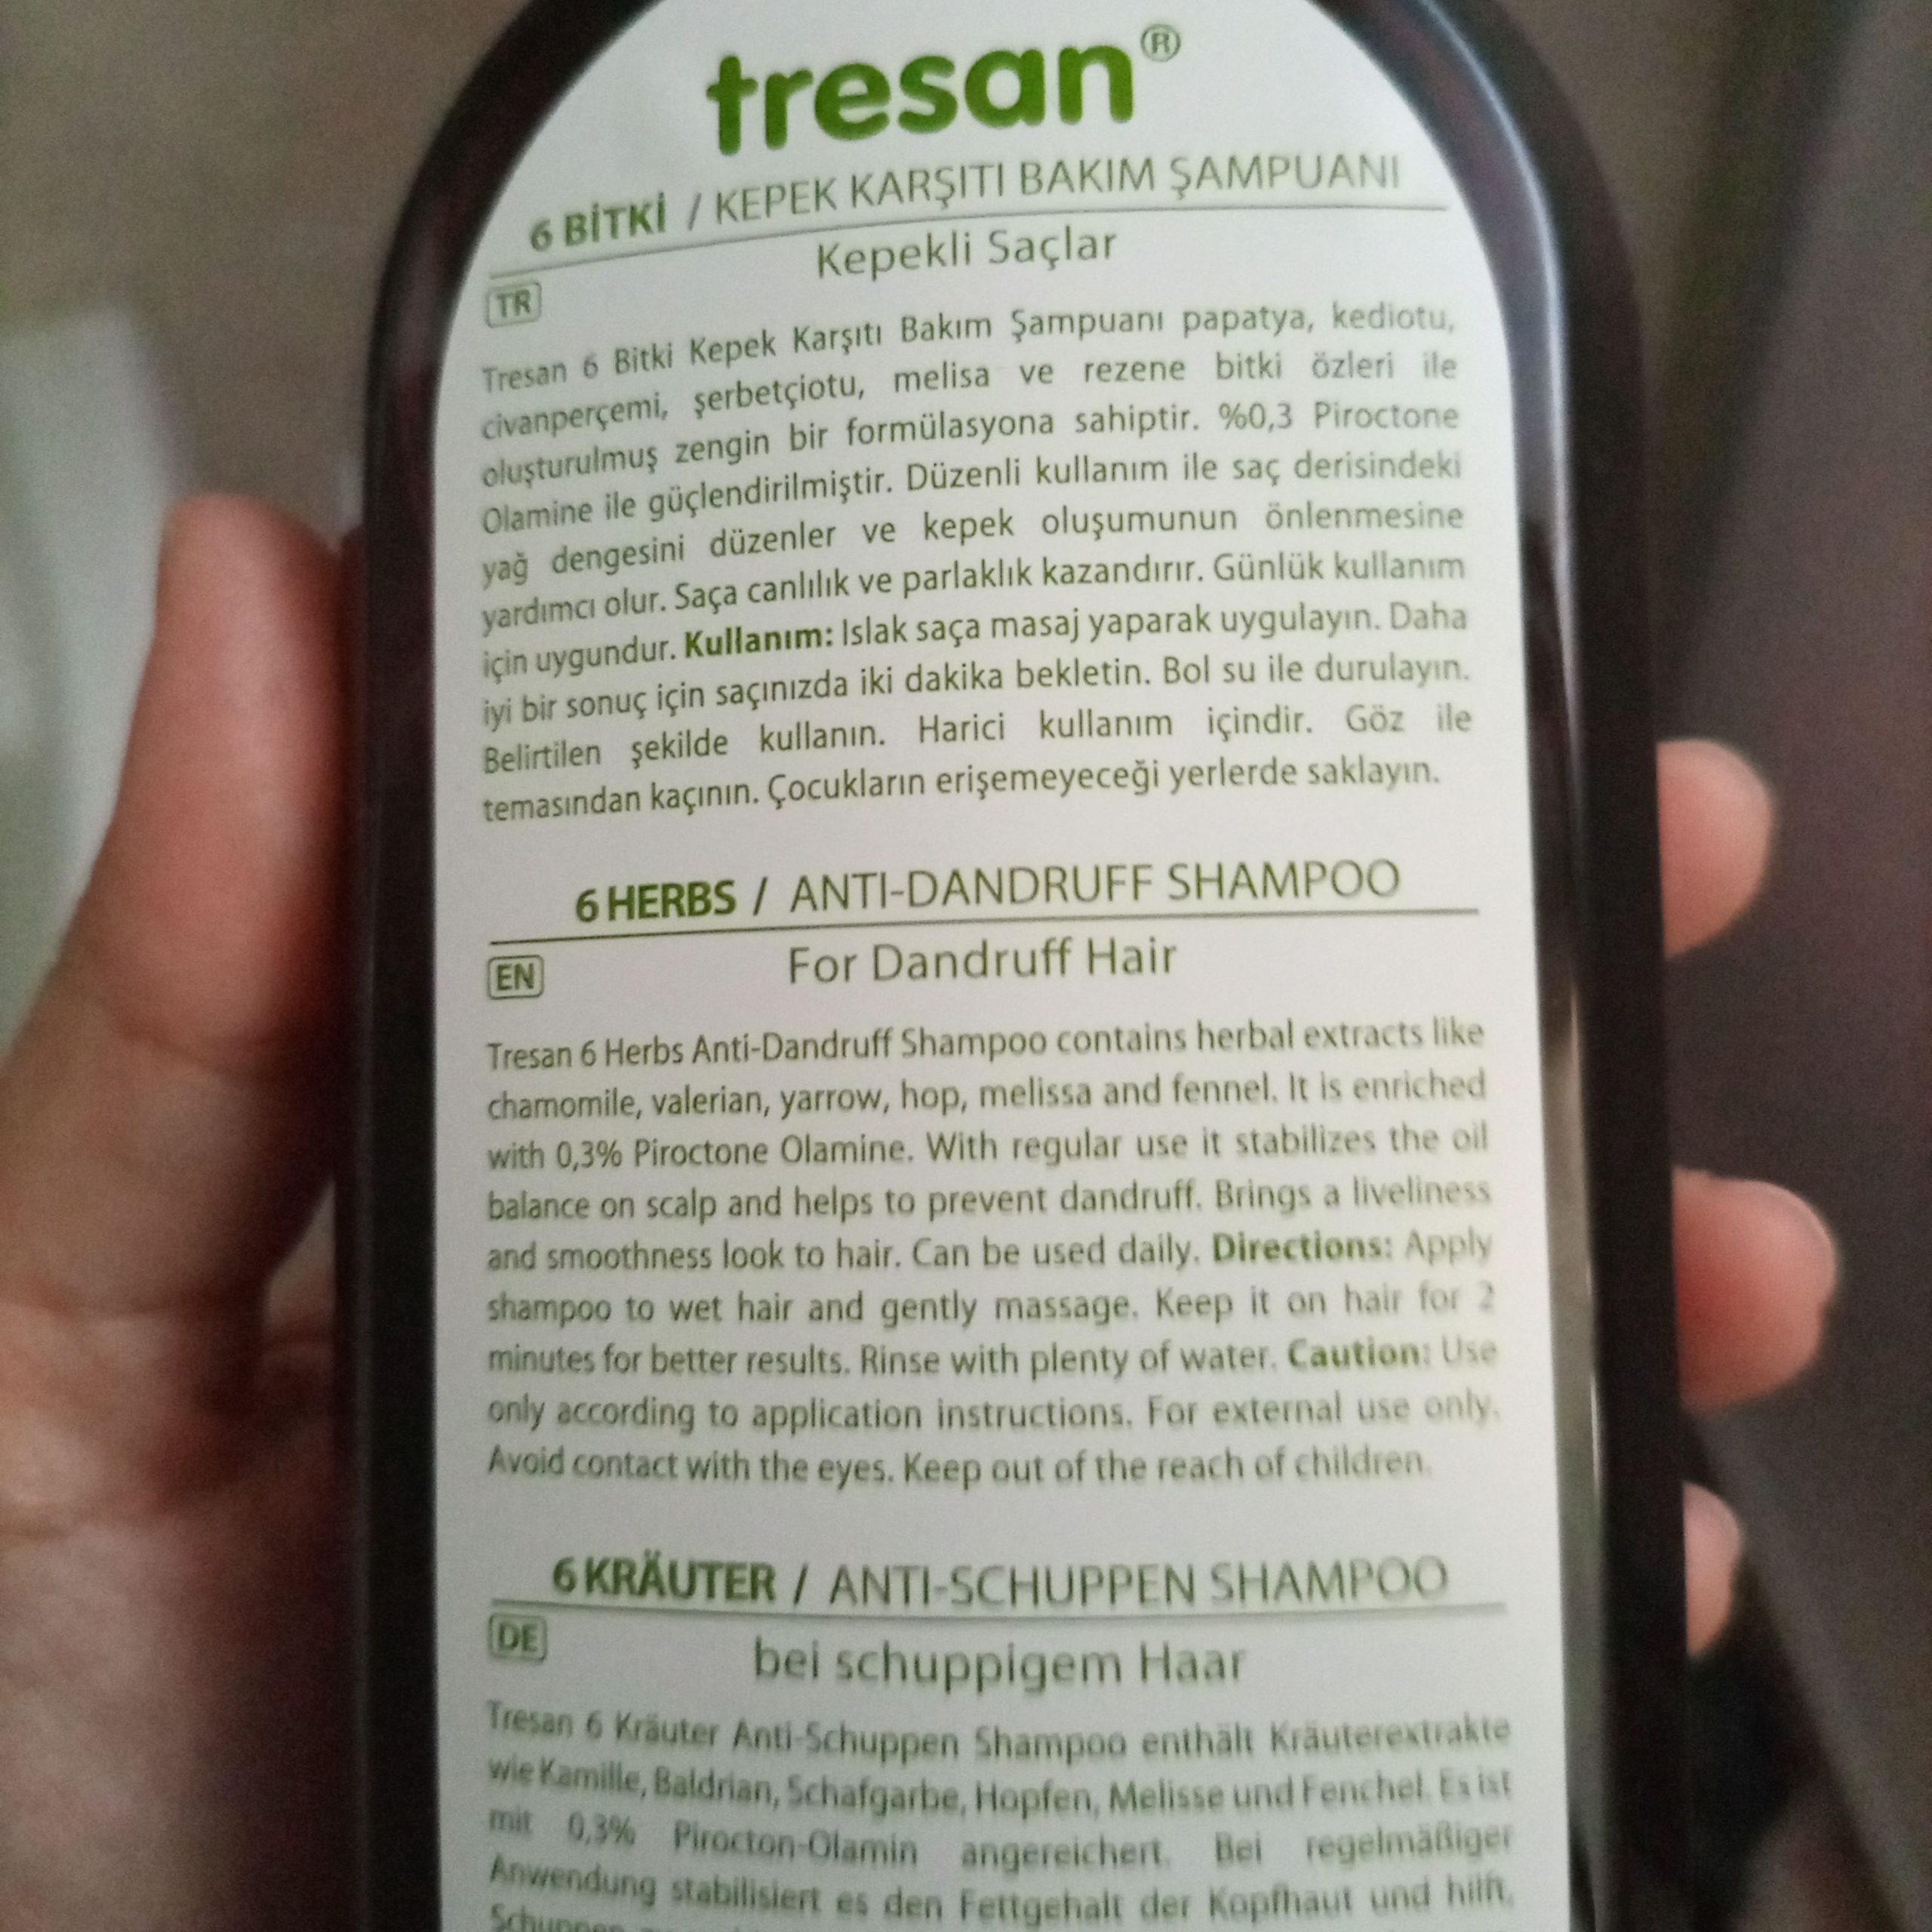 tresan®
6 BİTKİ / KEPEK KARŞITI BAKIM ŞAMPUANI
Kepekli Saçlar
TR
Tresan 6 Bitki Kepek Karşıtı Bakım Şampuanı papatya, kediotu,
civanperçemi, şerbetçiotu, melisa ve rezene bitki özleri ile
oluşturulmuş zengin bir formülasyona sahiptir. %0,3 Piroctone
Olamine ile güçlendirilmiştir. Düzenli kullanım ile saç derisindeki
yağ dengesini düzenler ve kepek oluşumunun önlenmesine
yardımcı olur. Saça canlılık ve parlaklık kazandırır. Günlük kullanım
için uygundur. Kullanım: Islak saça masaj yaparak uygulayın. Daha
iyi bir sonuç için saçınızda iki dakika bekletin. Bol su ile durulayın.
Belirtilen şekilde kullanın. Harici kullanım içindir. Göz ile
temasından kaçının. Çocukların erişemeyeceği yerlerde saklayın.
6 HERBS / ANTI-DANDRUFF SHAMPOO
For Dandruff Hair
EN
Tresan 6 Herbs Anti-Dandruff Shampoo contains herbal extracts like
chamomile, valerian, yarrow, hop, melissa and fennel. It is enriched
with 0,3% Piroctone Olamine. With regular use it stabilizes the oil
balance on scalp and helps to prevent dandruff. Brings a liveliness
and smoothness look to hair. Can be used daily. Directions: Apply
shampoo to wet hair and gently massage. Keep it on hair for 2
minutes for better results. Rinse with plenty of water. Caution: Use
only according to application instructions. For external use only.
Avoid contact with the eyes. Keep out of the reach of children.
6 KRÄUTER / ANTI-SCHUPPEN SHAMPOO
bei schuppigem Haar
DE
Tresan 6 Kräuter Anti-Schuppen Shampoo enthält Kräuterextrakte
wie Kamille, Baldrian, Schafgarbe, Hopfen, Melisse und Fenchel. Es ist
mit 0,3% Pirocton-Olamin angereichert. Bei regelmäßiger
Anwendung stabilisiert es den Fettgehalt der Kopfhaut und hilft,